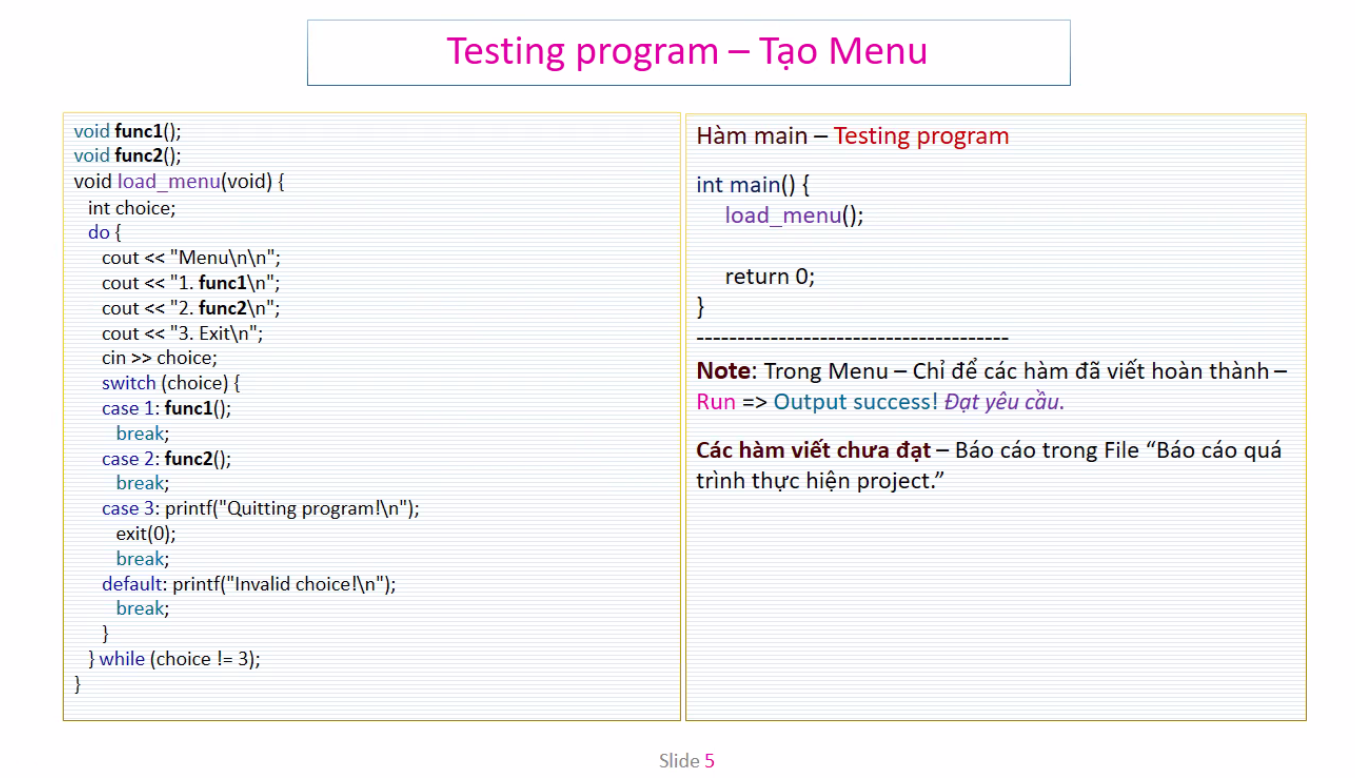 Testing program – Tạo Menu
void func1();
void func2();
void load_menu(void) {
int choice;
do {
cout << "Menu\n\n";
cout << "1. func1\n";
cout << "2. func2\n";
cout << "3. Exit\n";
cin >> choice;
switch (choice) {
case 1: func1();
break;
case 2: func2();
break;
case 3: printf("Quitting program!\n");
exit(0);
break;
default: printf("Invalid choice!\n");
break;
}
} while (choice != 3);
}
Hàm main – Testing program
int main() {
load_menu();
return 0;
}
--------------------------------------
Note: Trong Menu – Chỉ để các hàm đã viết hoàn thành –
Run => Output success! Đạt yêu cầu.
Các hàm viết chưa đạt – Báo cáo trong File “Báo cáo quá
trình thực hiện project.”
Slide 5